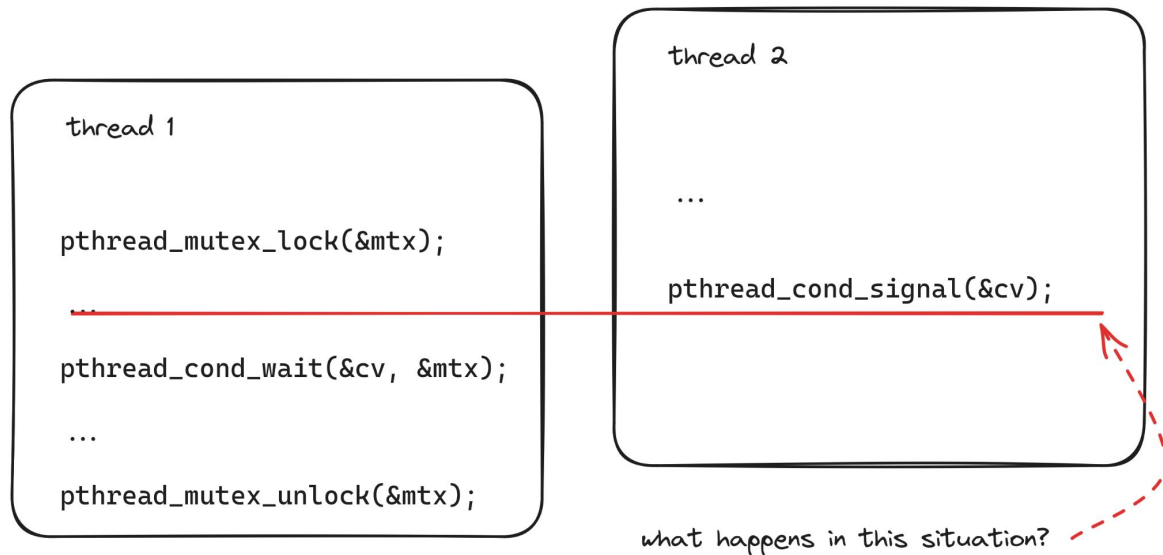 thread 1
pthread_mutex_lock(&mtx);
...
pthread_cond_wait(&cv, &mtx);
...
pthread_mutex_unlock(&mtx);
thread 2
...
pthread_cond_signal(&cv);
what happens in this situation?